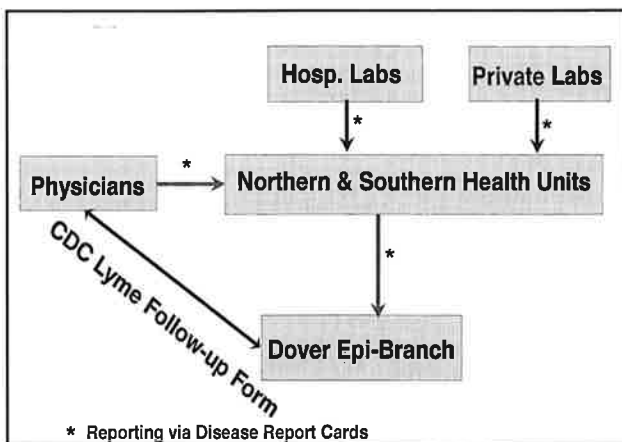 Hosp. Labs
Private Labs
*
*
Physicians
*
Northern & Southern Health Units
*
CDC Lyme Follow-up Form
Dover Epi-Branch
* Reporting via Disease Report Cards